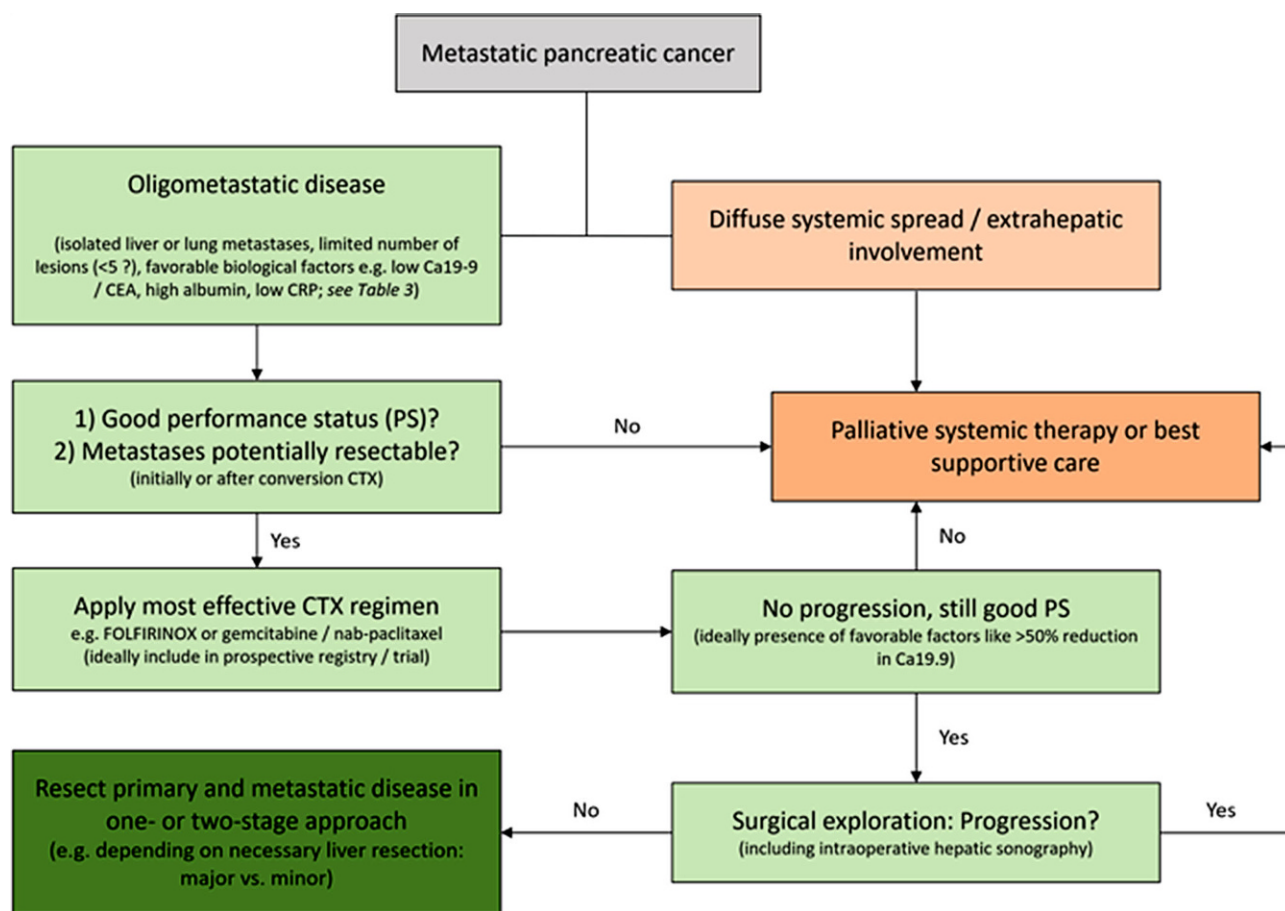 Metastatic pancreatic cancer
Oligometastatic disease
(isolated liver or lung metastases, limited number of
lesions (<5 ?), favorable biological factors e.g. low Ca19-9
/ CEA, high albumin, low CRP; see Table 3)
Diffuse systemic spread / extrahepatic
involvement
1) Good performance status (PS)?
2) Metastases potentially resectable?
(initially or after conversion CTX)
No
Palliative systemic therapy or best
supportive care
Yes
No
Apply most effective CTX regimen
e.g. FOLFIRINOX or gemcitabine / nab-paclitaxel
(ideally include in prospective registry / trial)
No progression, still good PS
(ideally presence of favorable factors like >50% reduction
in Ca19.9)
Yes
Resect primary and metastatic disease in
one- or two-stage approach
(e.g. depending on necessary liver resection:
major vs. minor)
No
Surgical exploration: Progression?
(including intraoperative hepatic sonography)
Yes